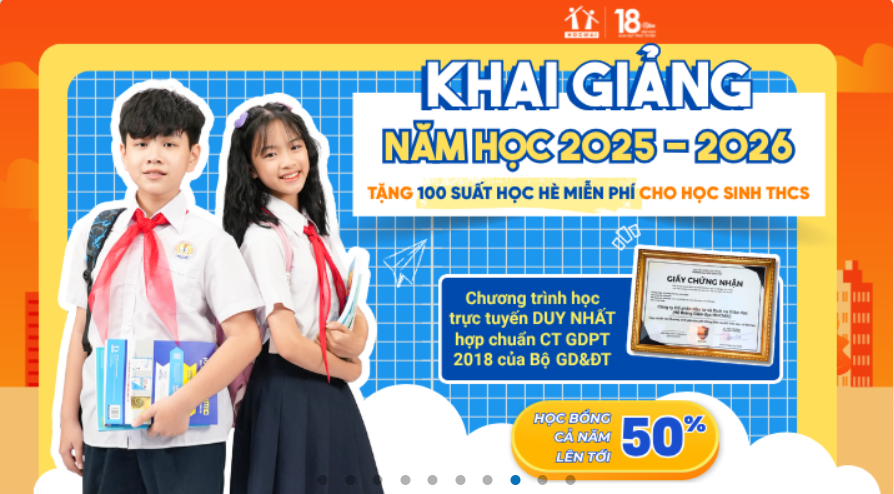 HOCMAI
18 Năm
KHAI GIẢNG
NĂM HỌC 2025 - 2026
TẶNG 100 SUẤT HỌC HÈ MIỄN PHÍ CHO HỌC SINH THCS
Chương trình học
trực tuyến DUY NHẤT
hợp chuẩn CT GDPT
2018 của Bộ GD&ĐT
GIẤY CHỨNG NHẬN
HỌC BỔNG
CẢ NĂM
LÊN TỚI
50%